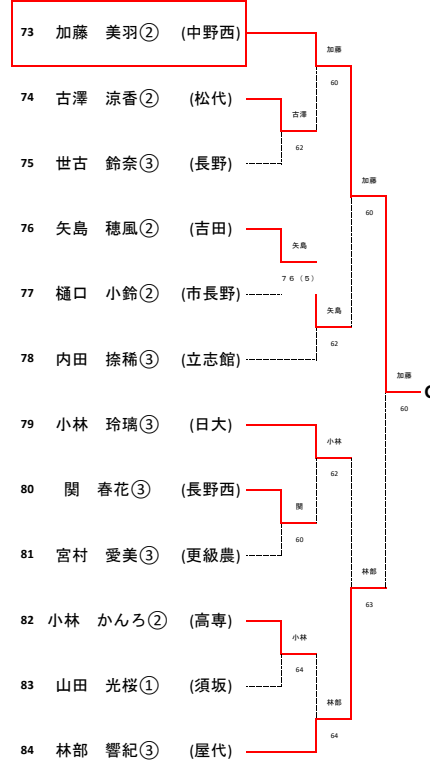 73 加藤 美羽② (中野西)
加藤
60
74 古澤 涼香② (松代)
古澤
62
75 世古 鈴奈③ (長野)
加藤
60
76 矢島 穂風② (吉田)
矢島
76（5）
77 樋口 小鈴② (市長野)
矢島
62
78 内田 捺稀③ (立志館)
加藤
60
79 小林 玲璃③ (日大)
小林
62
80 関 春花③ (長野西)
関
60
81 宮村 愛美③ (更級農)
林部
63
82 小林 かんろ② (高専)
小林
64
83 山田 光桜① (須坂)
林部
64
84 林部 響紀③ (屋代)